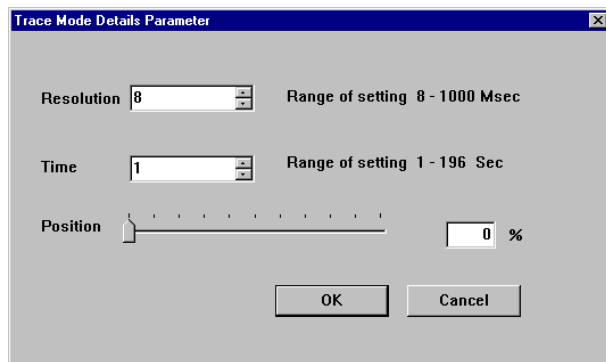 Trace Mode Details Parameter
Resolution 8 Range of setting 8 - 1000 Msec
Time 1 Range of setting 1 - 196 Sec
Position 0 %
OK Cancel